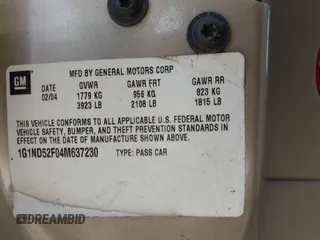 GM
MFD BY GENERAL MOTORS CORP
DATE GVWR GAWR FRT GAWR RR
02/04 1779 KG 956 KG 823 KG
3923 LB 2108 LB 1815 LB
THIS VEHICLE CONFORMS TO ALL APPLICABLE U.S. FEDERAL MOTOR
VEHICLE SAFETY, BUMPER, AND THEFT PREVENTION STANDARDS IN
EFFECT ON THE DATE OF MANUFACTURE SHOWN ABOVE.
1G1ND52F04M637230 TYPE: PASS CAR
DREAMBID